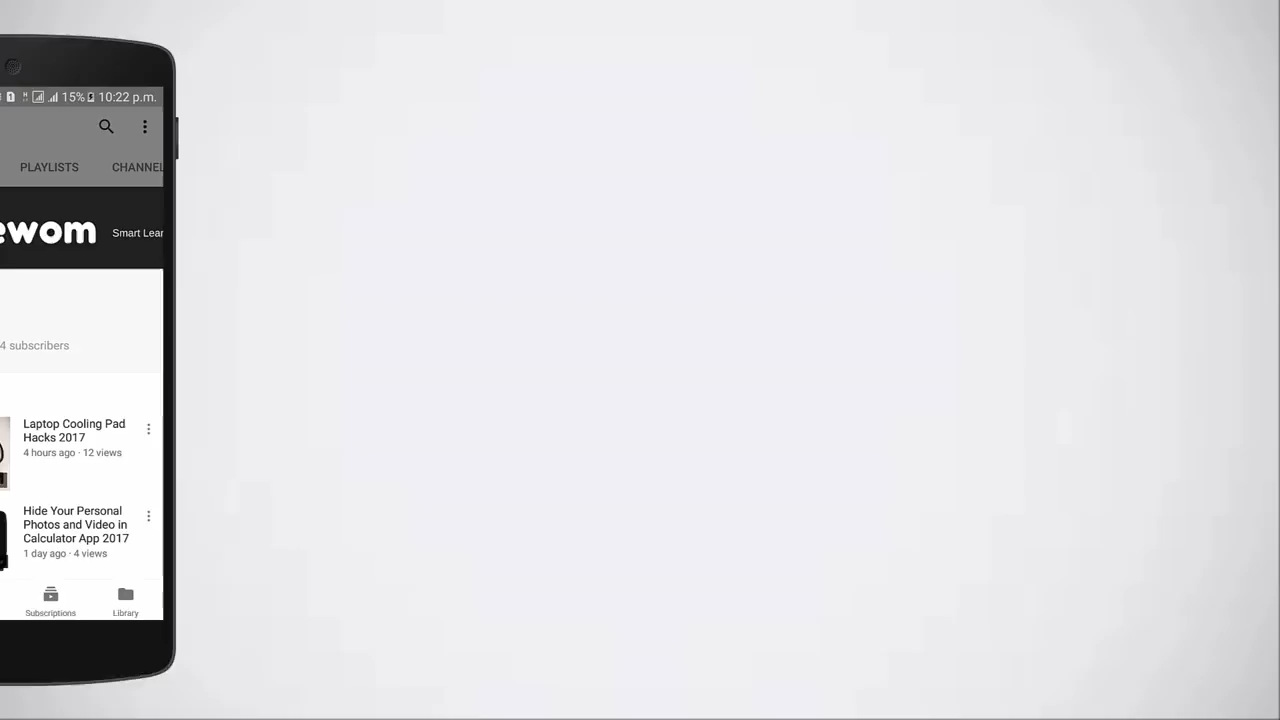 1 H 15% 10:22 p.m.
PLAYLISTS CHANNEL
ewom Smart Lear
4 subscribers
Laptop Cooling Pad
Hacks 2017
4 hours ago · 12 views
Hide Your Personal
Photos and Video in
Calculator App 2017
1 day ago · 4 views
Subscriptions Library